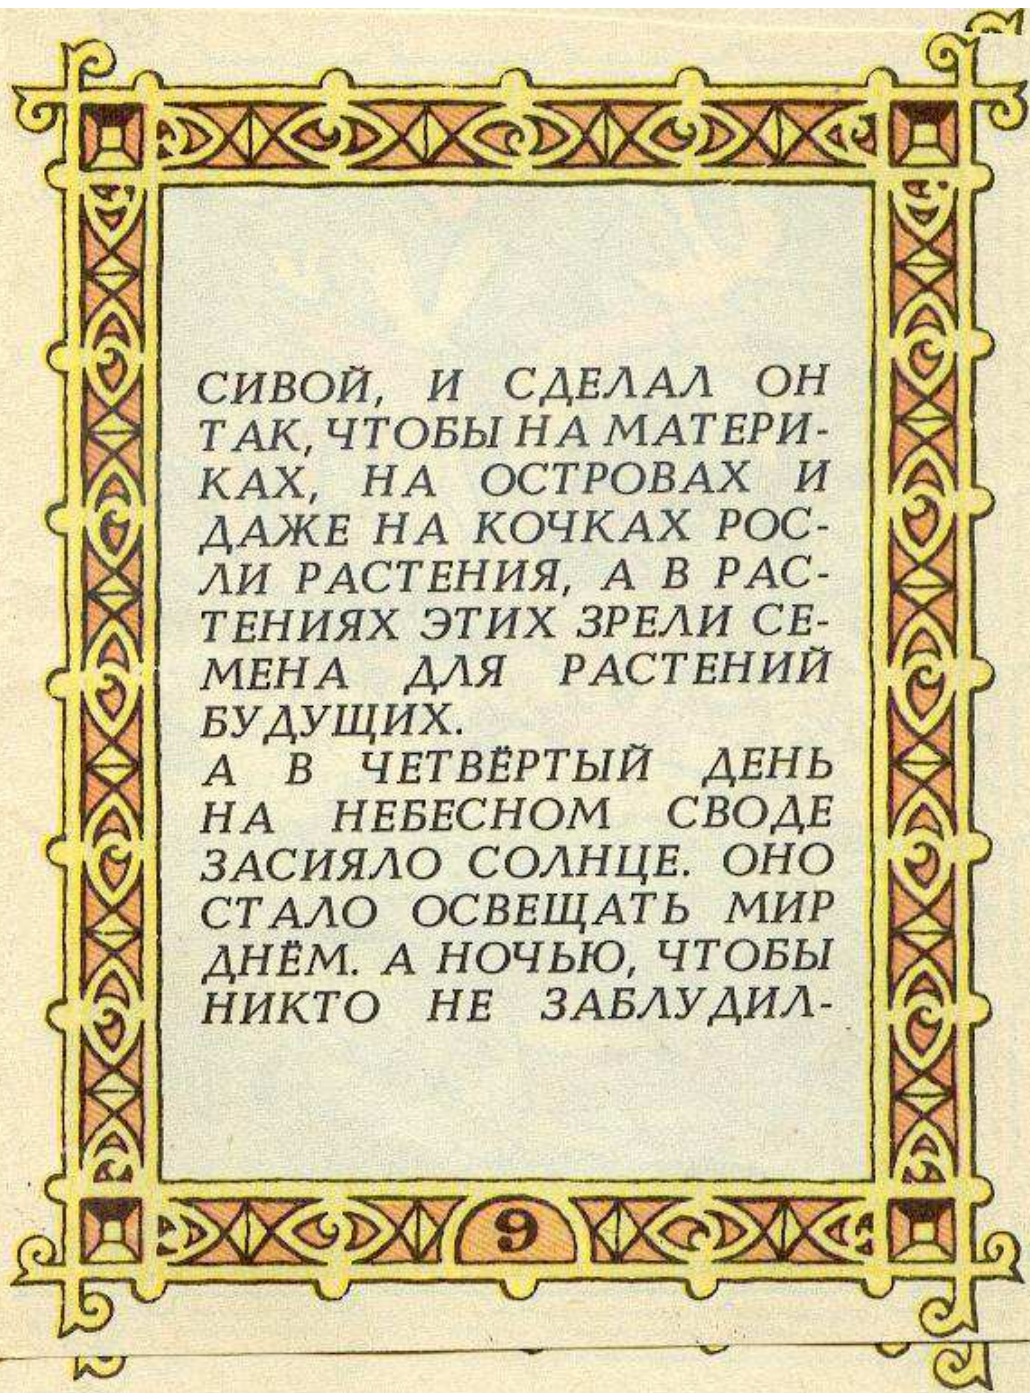 СИВОЙ, И СДЕЛАЛ ОН
ТАК, ЧТОБЫ НА МАТЕРИ-
КАХ, НА ОСТРОВАХ И
ДАЖЕ НА КОЧКАХ РОС-
ЛИ РАСТЕНИЯ, А В РАС-
ТЕНИЯХ ЭТИХ ЗРЕЛИ СЕ-
МЕНА ДЛЯ РАСТЕНИЙ
БУДУЩИХ.
А В ЧЕТВЁРТЫЙ ДЕНЬ
НА НЕБЕСНОМ СВОДЕ
ЗАСИЯЛО СОЛНЦЕ. ОНО
СТАЛО ОСВЕЩАТЬ МИР
ДНЁМ. А НОЧЬЮ, ЧТОБЫ
НИКТО НЕ ЗАБЛУДИЛ-
9